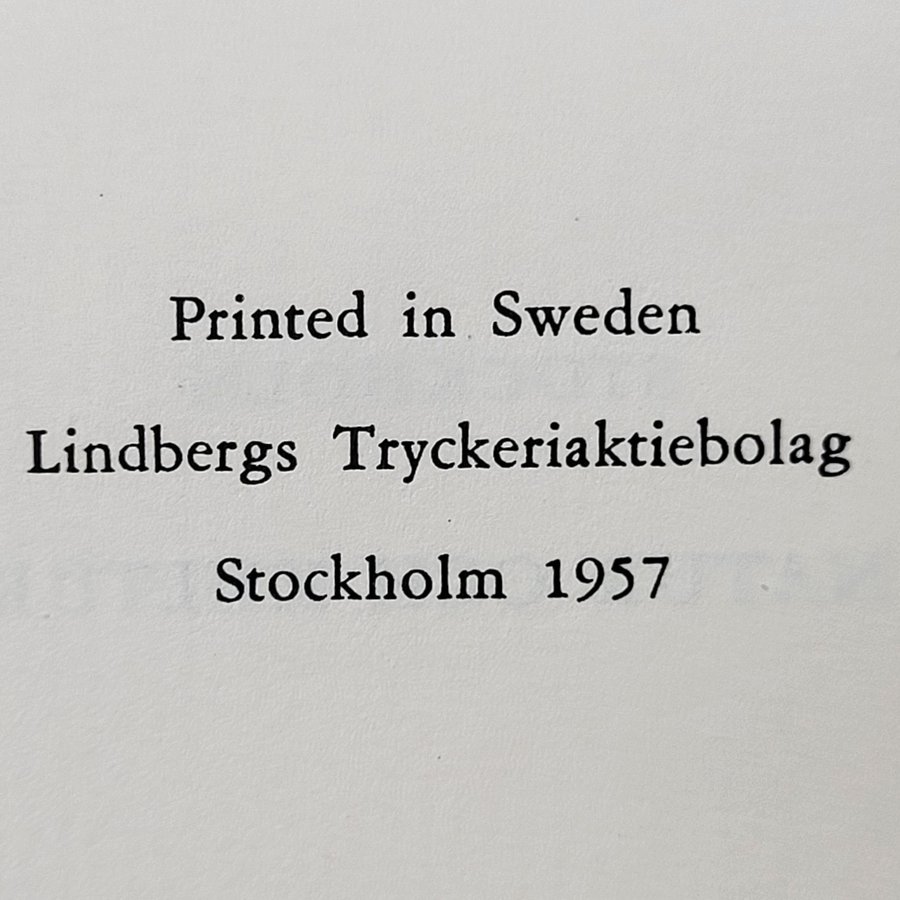 Printed in Sweden
Lindbergs Tryckeriaktiebolag
Stockholm 1957